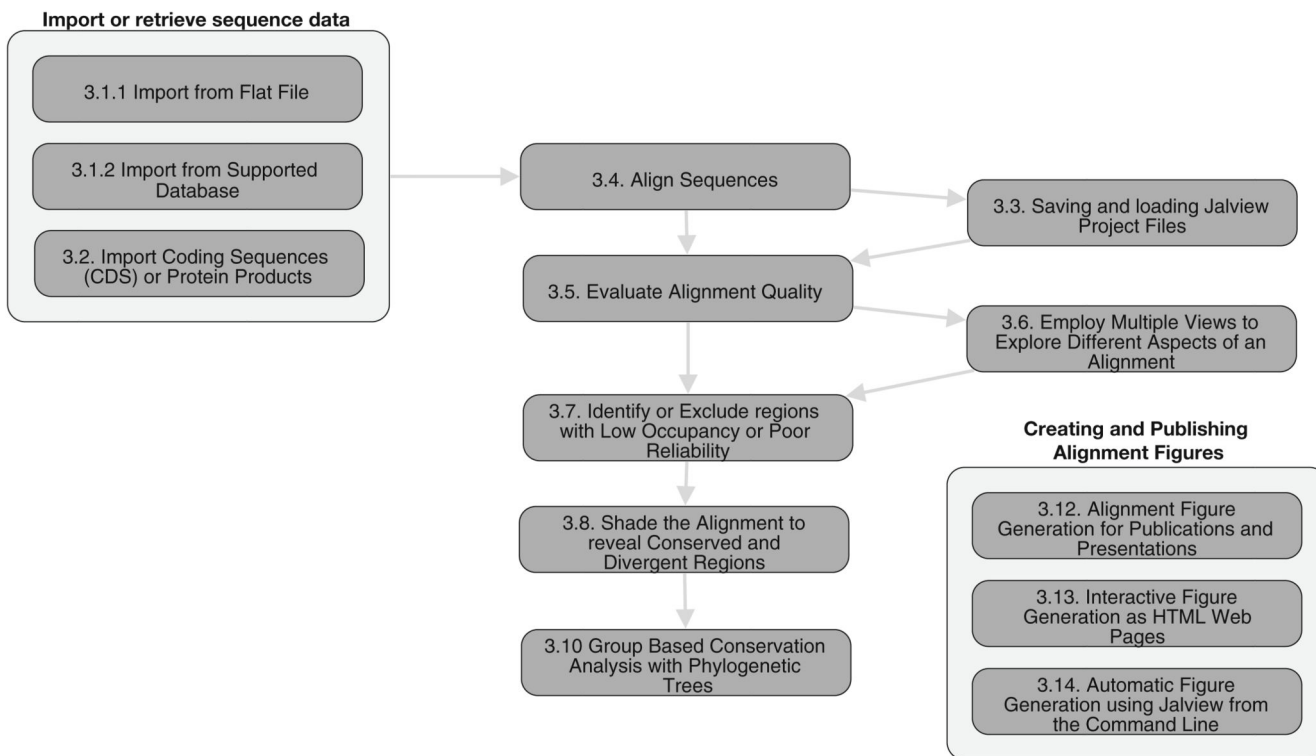 Import or retrieve sequence data
3.1.1 Import from Flat File
3.1.2 Import from Supported
Database
3.2. Import Coding Sequences
(CDS) or Protein Products
3.4. Align Sequences
3.3. Saving and loading Jalview
Project Files
3.5. Evaluate Alignment Quality
3.6. Employ Multiple Views to
Explore Different Aspects of an
Alignment
3.7. Identify or Exclude regions
with Low Occupancy or Poor
Reliability
3.8. Shade the Alignment to
reveal Conserved and
Divergent Regions
3.10 Group Based Conservation
Analysis with Phylogenetic
Trees
Creating and Publishing
Alignment Figures
3.12. Alignment Figure
Generation for Publications and
Presentations
3.13. Interactive Figure
Generation as HTML Web
Pages
3.14. Automatic Figure
Generation using Jalview from
the Command Line